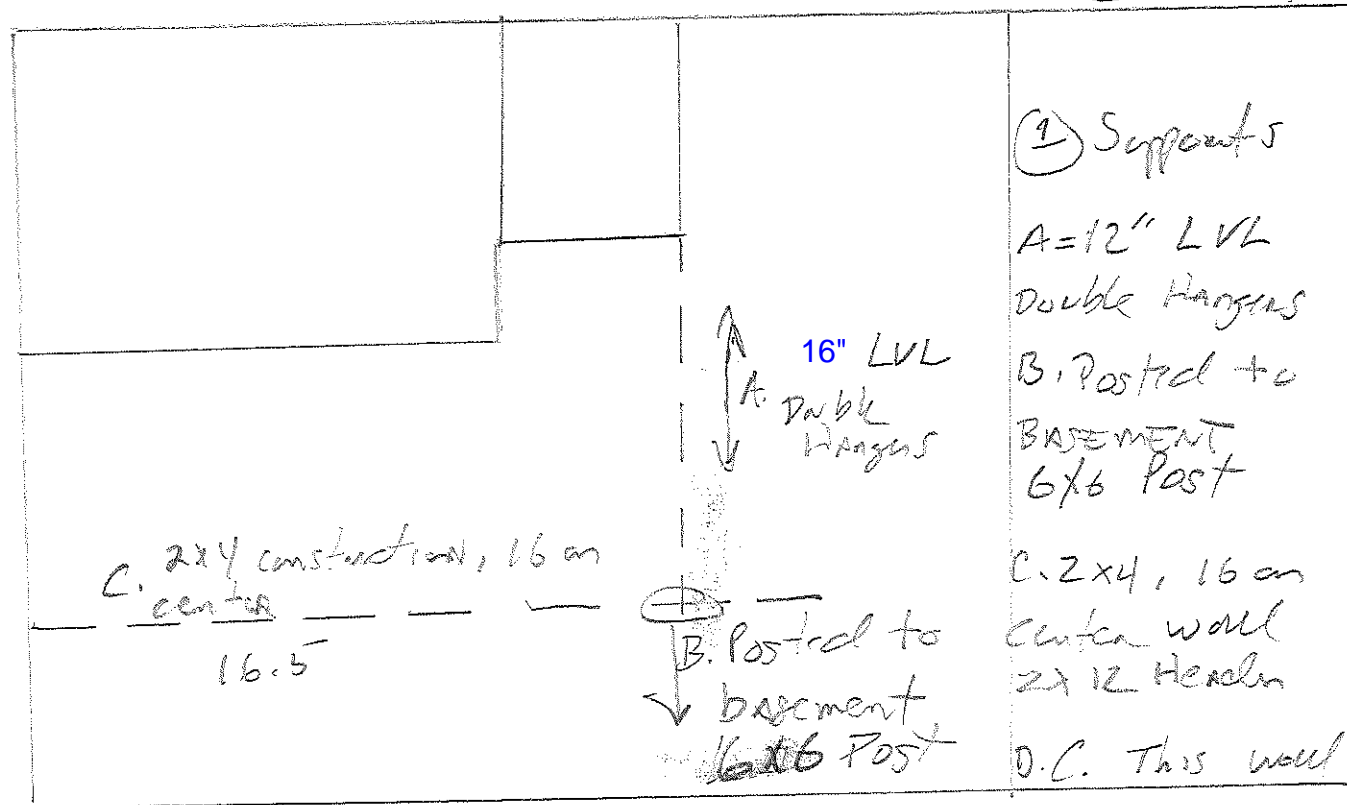 16" LVL
A. Double
Hangers
C. 2x4 construction, 16 on
center
16.5
B. Posted to
basement,
6x6 Post
① Supports
A=12" LVL
Double Hangers
B. Posted to
BASEMENT
6x6 Post
C. 2x4, 16 on
center wall
2x12 Header
D.C. This wall